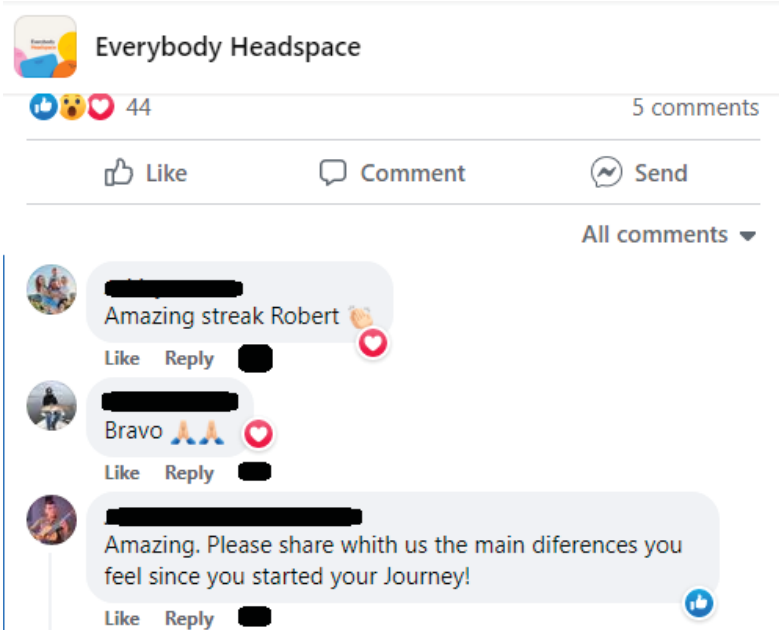 Everybody Headspace
44
5 comments
Like
Comment
Send
All comments
Amazing streak Robert
Like Reply
Bravo
Like Reply
Amazing. Please share whith us the main diferences you
feel since you started your Journey!
Like Reply